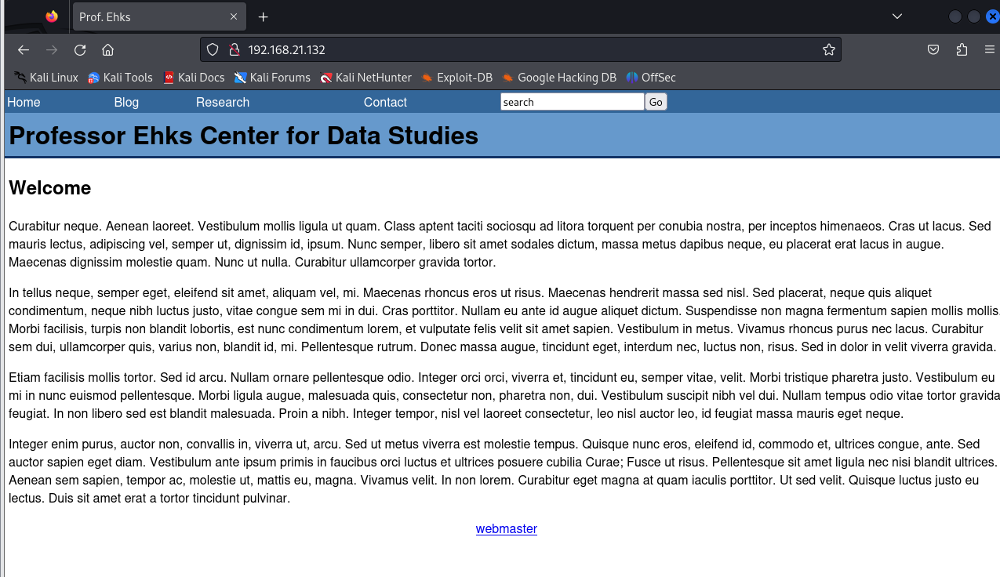 Prof. Ehks
192.168.21.132
Kali Linux Kali Tools Kali Docs Kali Forums Kali NetHunter Exploit-DB Google Hacking DB OffSec
Home Blog Research Contact search Go
Professor Ehks Center for Data Studies
Welcome
Curabitur neque. Aenean laoreet. Vestibulum mollis ligula ut quam. Class aptent taciti sociosqu ad litora torquent per conubia nostra, per inceptos himenaeos. Cras ut lacus. Sed
mauris lectus, adipiscing vel, semper ut, dignissim id, ipsum. Nunc semper, libero sit amet sodales dictum, massa metus dapibus neque, eu placerat erat lacus in augue.
Maecenas dignissim molestie quam. Nunc ut nulla. Curabitur ullamcorper gravida tortor.
In tellus neque, semper eget, eleifend sit amet, aliquam vel, mi. Maecenas rhoncus eros ut risus. Maecenas hendrerit massa sed nisl. Sed placerat, neque quis aliquet
condimentum, neque nibh luctus justo, vitae congue sem mi in dui. Cras porttitor. Nullam eu ante id augue aliquet dictum. Suspendisse non magna fermentum sapien mollis mollis.
Morbi facilisis, turpis non blandit lobortis, est nunc condimentum lorem, et vulputate felis velit sit amet sapien. Vestibulum in metus. Vivamus rhoncus purus nec lacus. Curabitur
sem dui, ullamcorper quis, varius non, blandit id, mi. Pellentesque rutrum. Donec massa augue, tincidunt eget, interdum nec, luctus non, risus. Sed in dolor in velit viverra gravida.
Etiam facilisis mollis tortor. Sed id arcu. Nullam ornare pellentesque odio. Integer orci orci, viverra et, tincidunt eu, semper vitae, velit. Morbi tristique pharetra justo. Vestibulum eu
mi in nunc euismod pellentesque. Morbi ligula augue, malesuada quis, consectetur non, pharetra non, dui. Vestibulum suscipit nibh vel dui. Nullam tempus odio vitae tortor gravida
feugiat. In non libero sed est blandit malesuada. Proin a nibh. Integer tempor, nisl vel laoreet consectetur, leo nisl auctor leo, id feugiat massa mauris eget neque.
Integer enim purus, auctor non, convallis in, viverra ut, arcu. Sed ut metus viverra est molestie tempus. Quisque nunc eros, eleifend id, commodo et, ultrices congue, ante. Sed
auctor sapien eget diam. Vestibulum ante ipsum primis in faucibus orci luctus et ultrices posuere cubilia Curae; Fusce ut risus. Pellentesque sit amet ligula nec nisi blandit ultrices.
Aenean sem sapien, tempor ac, molestie ut, mattis eu, magna. Vivamus velit. In non lorem. Curabitur eget magna at quam iaculis porttitor. Ut sed velit. Quisque luctus justo eu
lectus. Duis sit amet erat a tortor tincidunt pulvinar.
webmaster